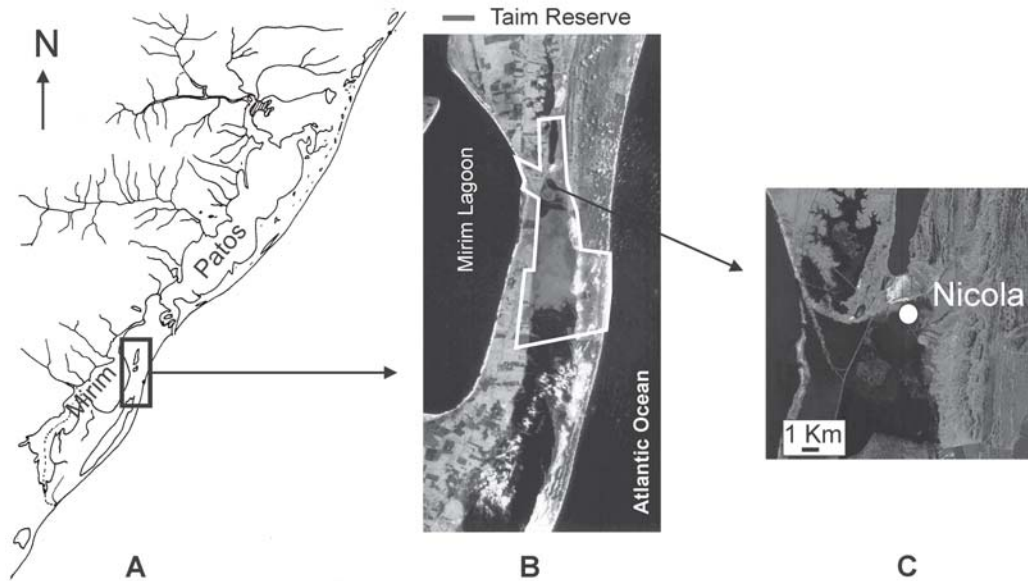 Taim Reserve
N
Patos
Mirim
Mirim Lagoon
Atlantic Ocean
Nicola
1 Km
A
B
C